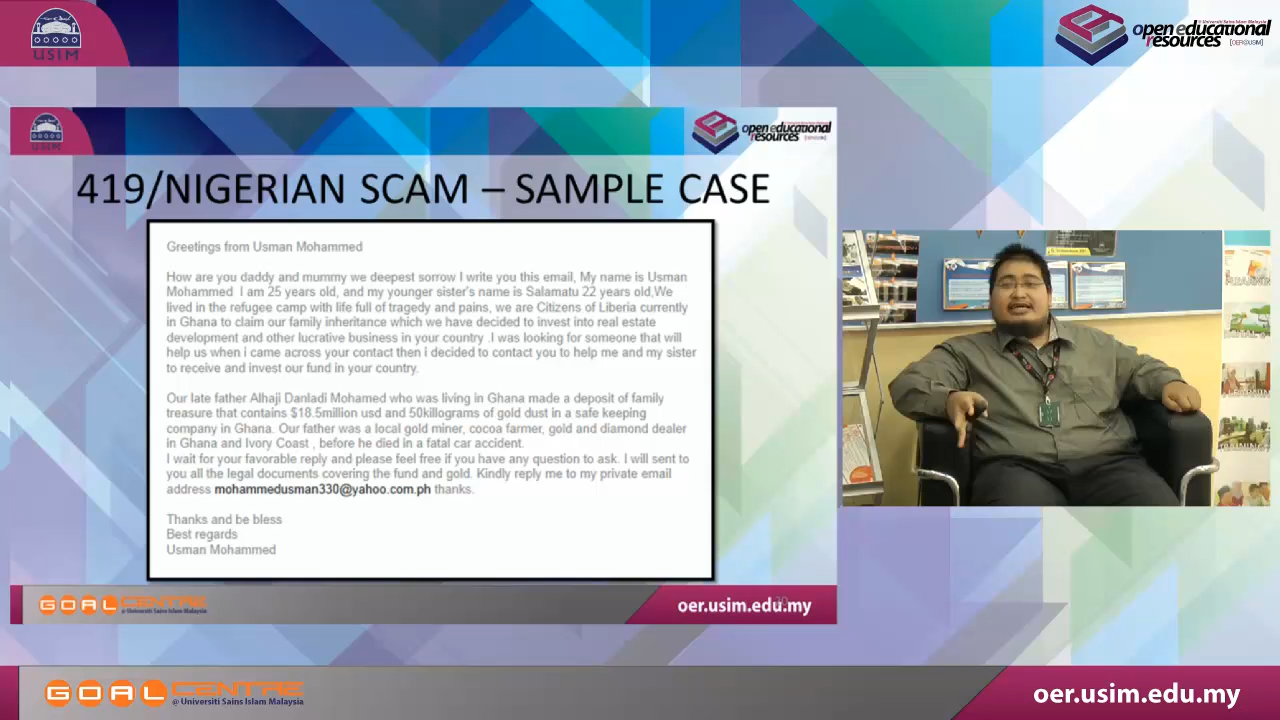 USIM
open educational resources
@ Universiti Sains Islam Malaysia
[OER@USIM]
USIM
open educational resources
419/NIGERIAN SCAM – SAMPLE CASE
Greetings from Usman Mohammed
How are you daddy and mummy we deepest sorrow I write you this email, My name is Usman
Mohammed I am 25 years old, and my younger sister's name is Salamatu 22 years old,We
lived in the refugee camp with life full of tragedy and pains, we are Citizens of Liberia currently
in Ghana to claim our family inheritance which we have decided to invest into real estate
development and other lucrative business in your country .I was looking for someone that will
help us when i came across your contact then i decided to contact you to help me and my sister
to receive and invest our fund in your country.
Our late father Alhaji Danladi Mohamed who was living in Ghana made a deposit of family
treasure that contains $18.5million usd and 50killograms of gold dust in a safe keeping
company in Ghana. Our father was a local gold miner, cocoa farmer, gold and diamond dealer
in Ghana and Ivory Coast , before he died in a fatal car accident.
I wait for your favorable reply and please feel free if you have any question to ask. I will sent to
you all the legal documents covering the fund and gold. Kindly reply me to my private email
address mohammedusman330@yahoo.com.ph thanks.
Thanks and be bless
Best regards
Usman Mohammed
GOAL CENTRE
@ Universiti Sains Islam Malaysia
oer.usim.edu.my
GOAL CENTRE
@ Universiti Sains Islam Malaysia
oer.usim.edu.my